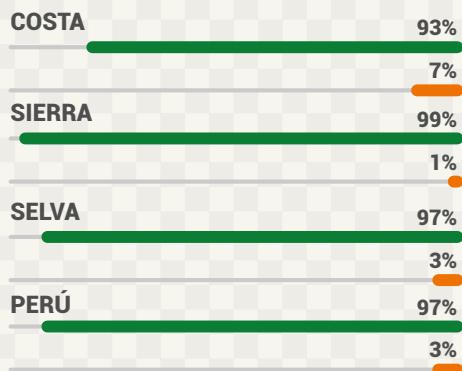 COSTA
93%
7%
SIERRA
99%
1%
SELVA
97%
3%
PERÚ
97%
3%